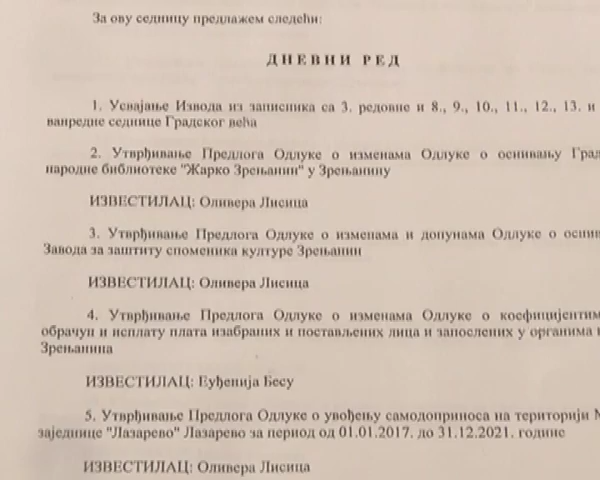 За ову седницу предлажем следећи:
ДНЕВНИ РЕД
1. Усвајање Извода из записника са 3. редовне и 8., 9., 10., 11., 12., 13. и
ванредне седнице Градског већа
2. Утврђивање Предлога Одлуке о изменама Одлуке о оснивању Град
народне библиотеке "Жарко Зрењанин" у Зрењанину
ИЗВЕСТИЛАЦ: Оливера Лисица
3. Утврђивање Предлога Одлуке о изменама и допунама Одлуке о осни
Завода за заштиту споменика културе Зрењанин
ИЗВЕСТИЛАЦ: Оливера Лисица
4. Утврђивање Предлога Одлуке о изменама Одлуке о коефицијентим
обрачун и исплату плата изабраних и постављених лица и запослених у органима
Зрењанина
ИЗВЕСТИЛАЦ: Еуђенија Бесу
5. Утврђивање Предлога Одлуке о увођењу самодоприноса на територији
заједнице "Лазарево" Лазарево за период од 01.01.2017. до 31.12.2021. године
ИЗВЕСТИЛАЦ: Оливера Лисица